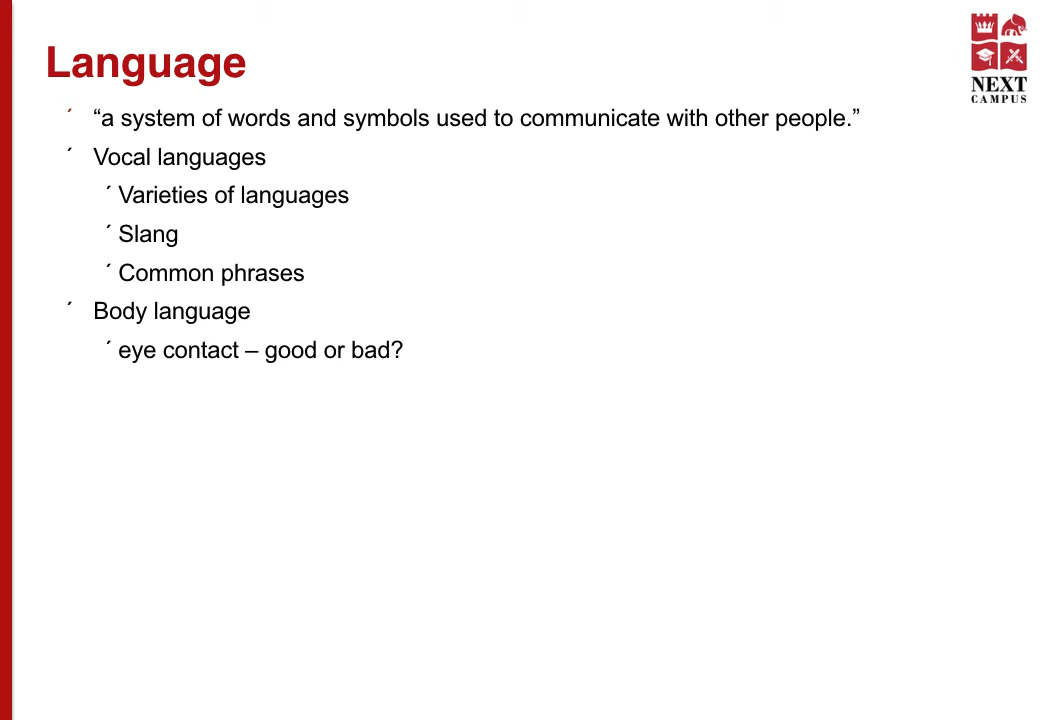 Language
NEXT
CAMPUS
´ “a system of words and symbols used to communicate with other people.”
´ Vocal languages
´ Varieties of languages
´ Slang
´ Common phrases
´ Body language
´ eye contact – good or bad?